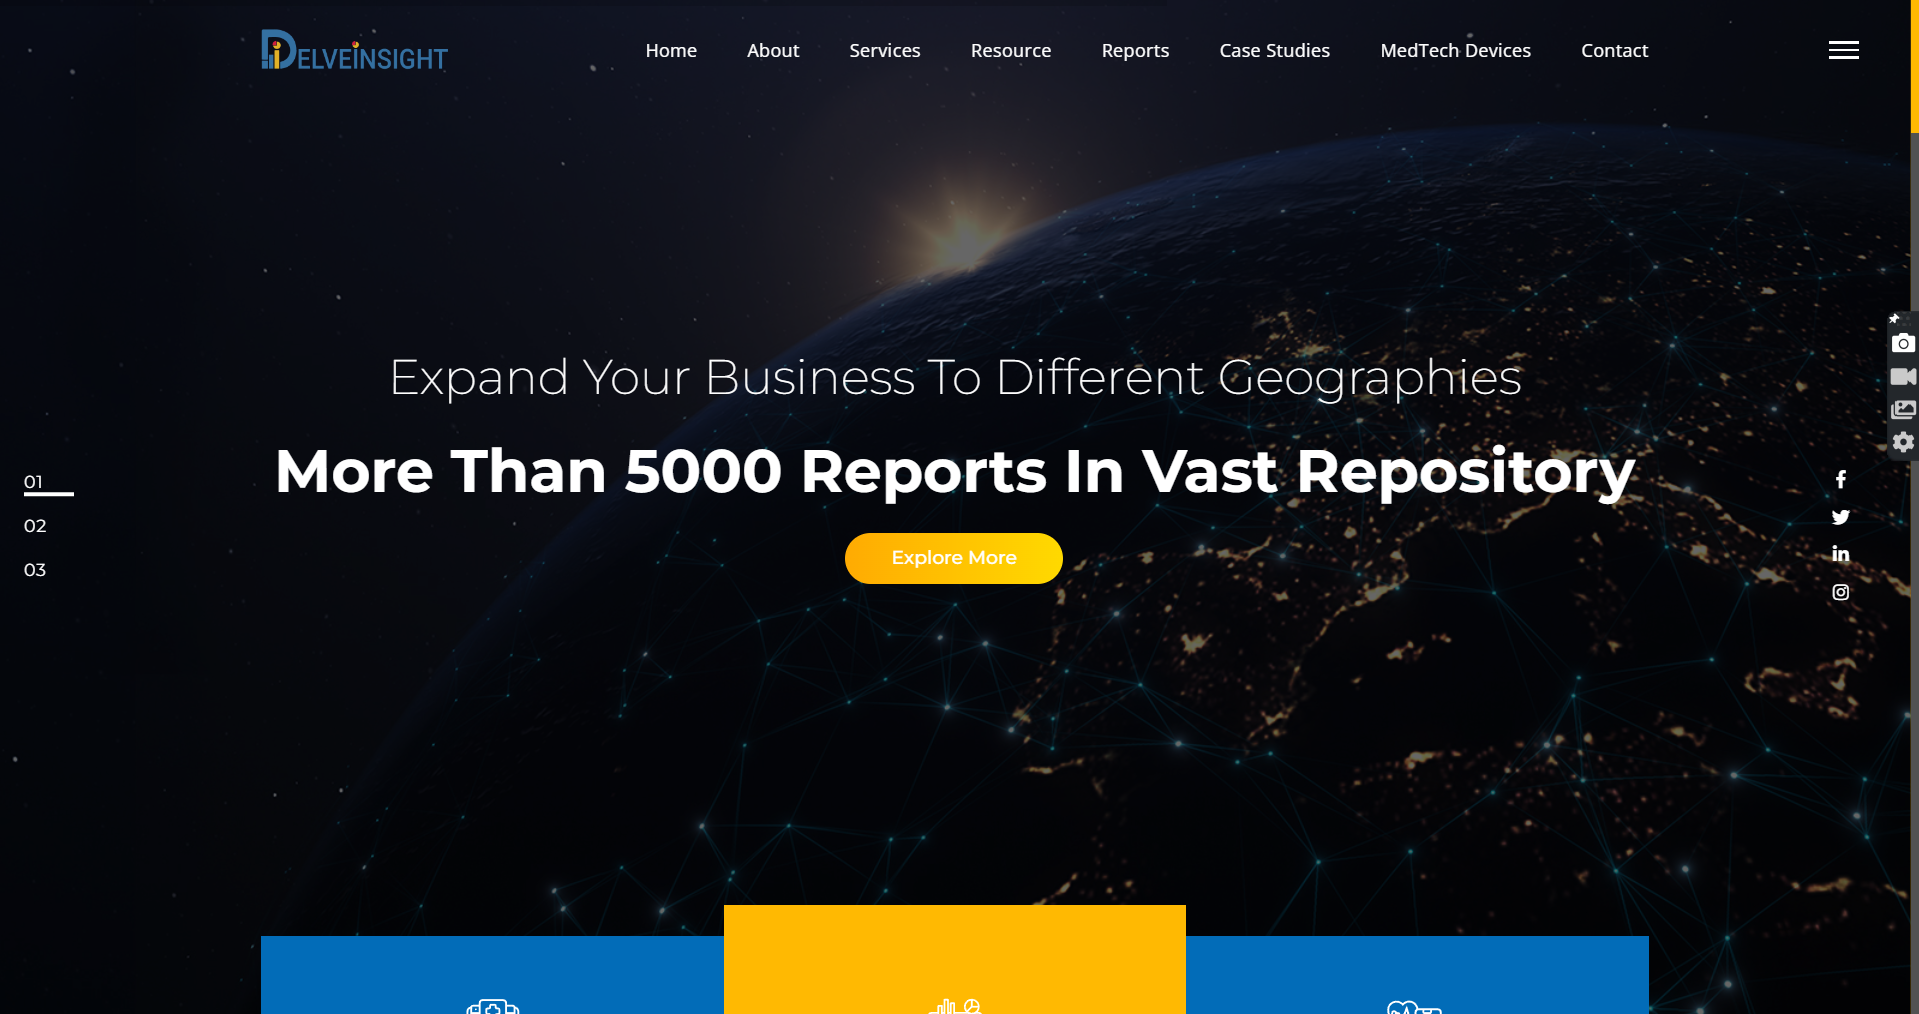 DELVEINSIGHT
Home About Services Resource Reports Case Studies MedTech Devices Contact
Expand Your Business To Different Geographies
More Than 5000 Reports In Vast Repository
Explore More
01
02
03